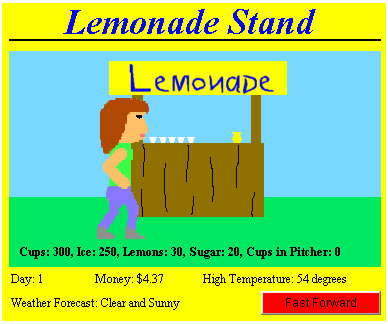 Lemonade Stand
LEMONADE
Cups: 300, Ice: 250, Lemons: 30, Sugar: 20, Cups in Pitcher: 0
Day: 1 Money: $4.37 High Temperature: 54 degrees
Weather Forecast: Clear and Sunny Fast Forward